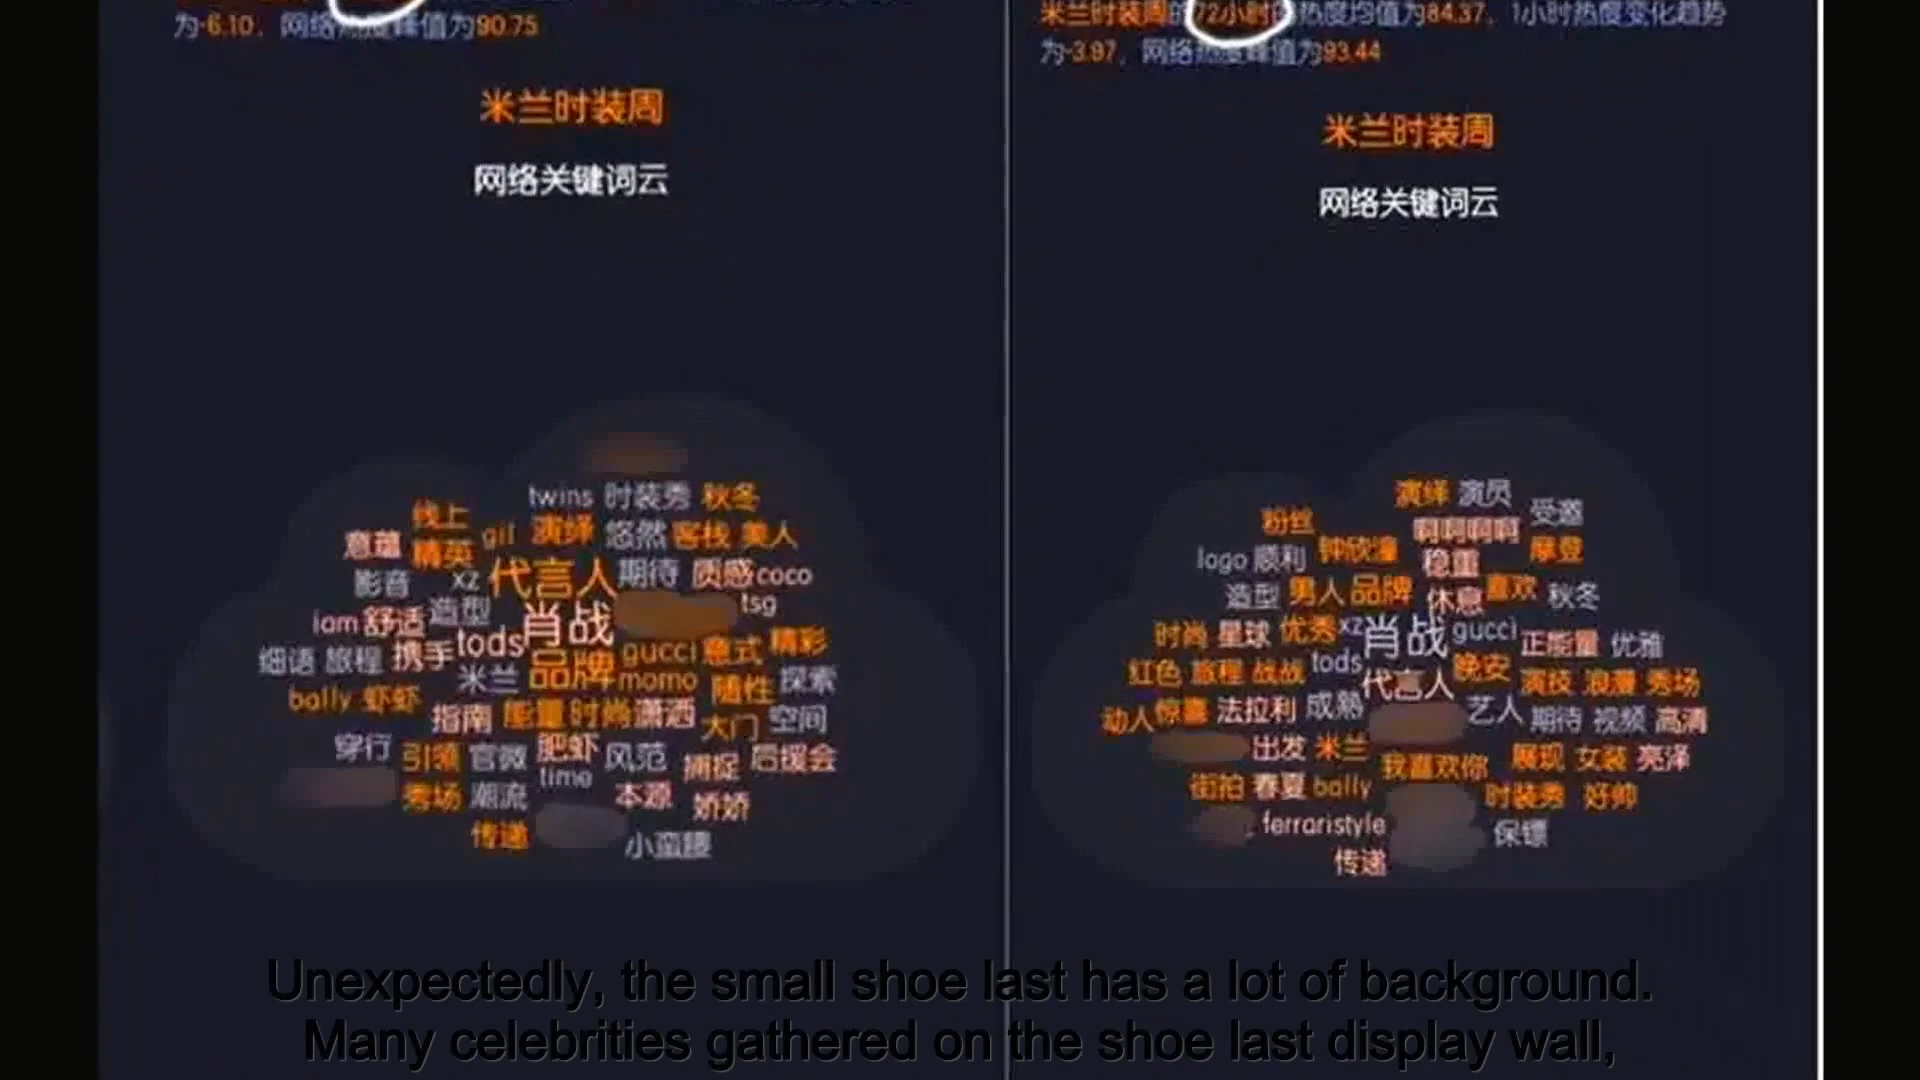 为-6.10，网络热度峰值为90.75
米兰时装周
网络关键词云
twins 时装秀 秋冬
线上 gil 演绎 悠然 客栈 美人
意蕴 精英
影音 xz 代言人 期待 质感 coco
iam 舒适 造型 肖战 tsg
细语 旅程 携手 tods 品牌 gucci 意式 精彩
米兰 momo 随性 探索
bally 虾虾 指南 能量 时尚 潇洒 大门 空间
穿行 引领 官微 肥虾 风范 捕捉 后援会
time
秀场 潮流 本源 娇娇
传递 小蛮腰
米兰时装周的72小时的热度均值为84.37，1小时热度变化趋势
为-3.97，网络热度峰值为93.44
米兰时装周
网络关键词云
演绎 演员
粉丝 啊啊啊啊 受邀
logo 顺利 钟欣潼 稳重 摩登
造型 男人 品牌 休息 喜欢 秋冬
时尚 星球 优秀 xz 肖战 gucci 正能量 优雅
红色 旅程 战战 tods 代言人 晚安 演技 浪漫 秀场
动人 惊喜 法拉利 成熟 艺人 期待 视频 高清
出发 米兰 我喜欢你 展现 女装 亮泽
街拍 春夏 bally 时装秀 好帅
ferraristyle 保镖
传递
Unexpectedly, the small shoe last has a lot of background.
Many celebrities gathered on the shoe last display wall,